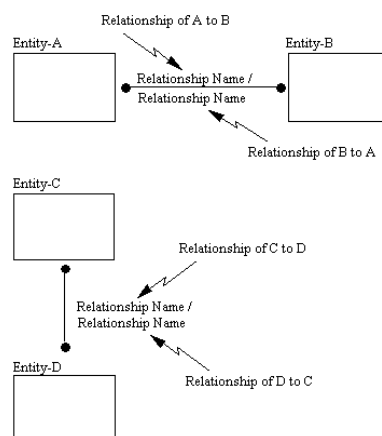 Relationship of A to B
Entity-A
Entity-B
Relationship Name /
Relationship Name
Relationship of B to A
Entity-C
Relationship of C to D
Relationship Name /
Relationship Name
Entity-D
Relationship of D to C